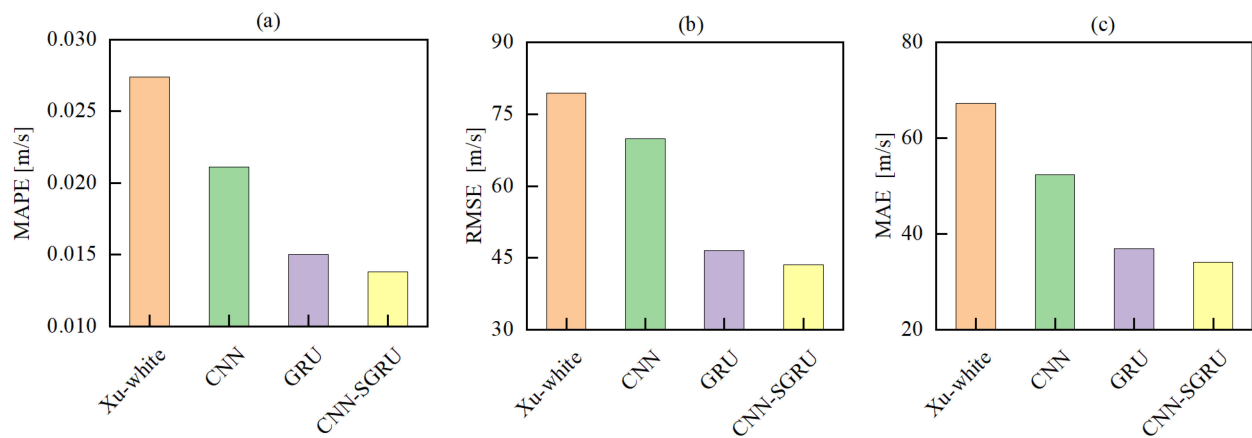 (a)
MAPE [m/s]
0.030
0.025
0.020
0.015
0.010
Xu-white
CNN
GRU
CNN-SGRU
(b)
RMSE [m/s]
90
75
60
45
30
Xu-white
CNN
GRU
CNN-SGRU
(c)
MAE [m/s]
80
60
40
20
Xu-white
CNN
GRU
CNN-SGRU